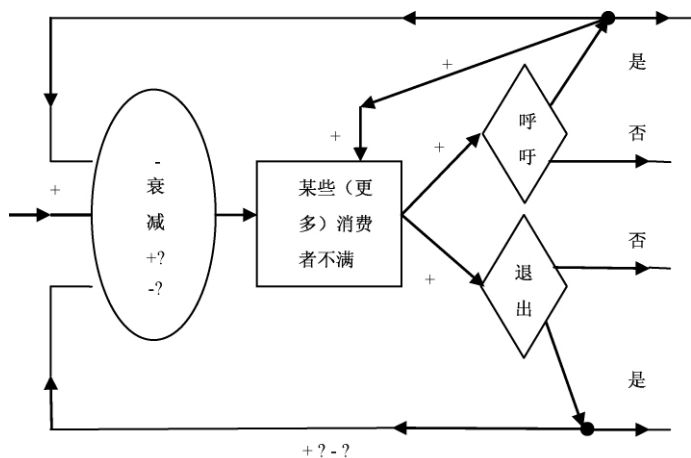 是
+
呼
吁
+
+
否
-
衰
减
+?
-?
+
某些（更
多）消费
者不满
否
退
出
+
是
+ ? - ?